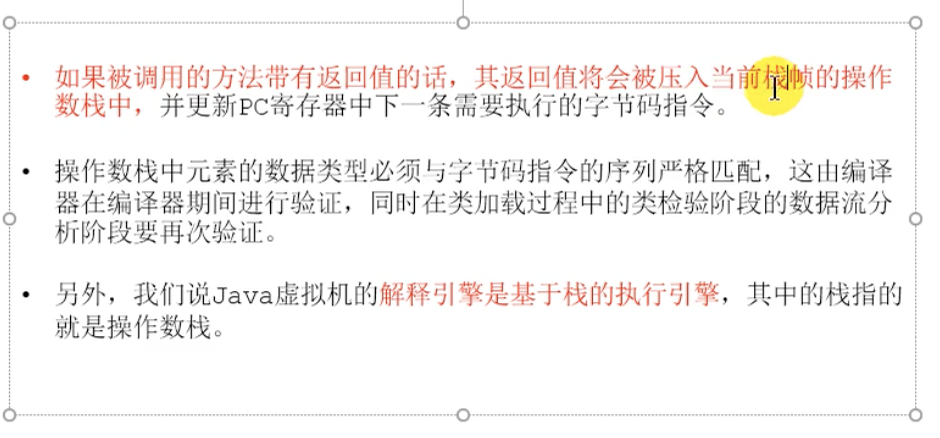 • 如果被调用的方法带有返回值的话，其返回值将会被压入当前栈帧的操作
数栈中，并更新PC寄存器中下一条需要执行的字节码指令。
• 操作数栈中元素的数据类型必须与字节码指令的序列严格匹配，这由编译
器在编译器期间进行验证，同时在类加载过程中的类检验阶段的数据流分
析阶段要再次验证。
• 另外，我们说Java虚拟机的解释引擎是基于栈的执行引擎，其中的栈指的
就是操作数栈。